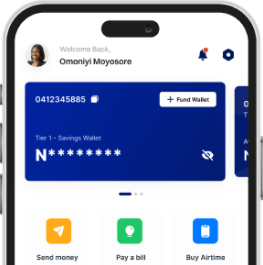 Welcome Back,
Omoniyi Moyosore
0412345885
+ Fund Wallet
Tier 1 - Savings Wallet
N********
Send money
Pay a bill
Buy Airtime